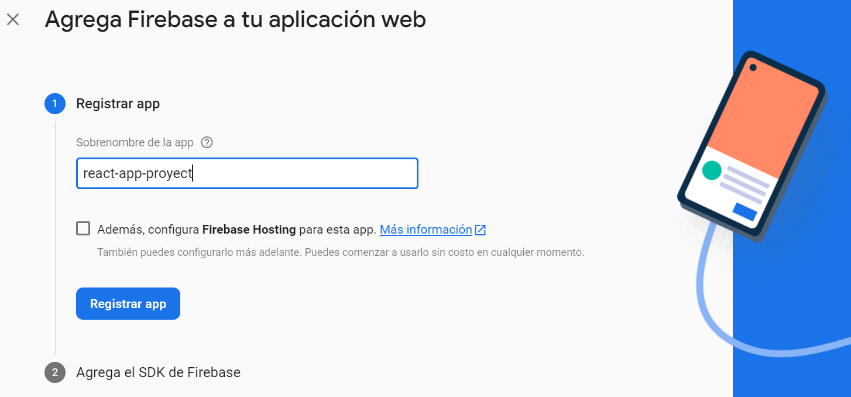 Agrega Firebase a tu aplicación web
1 Registrar app
Sobrenombre de la app ?
react-app-proyect
Además, configura Firebase Hosting para esta app. Más información
También puedes configurarlo más adelante. Puedes comenzar a usarlo sin costo en cualquier momento.
Registrar app
2 Agrega el SDK de Firebase